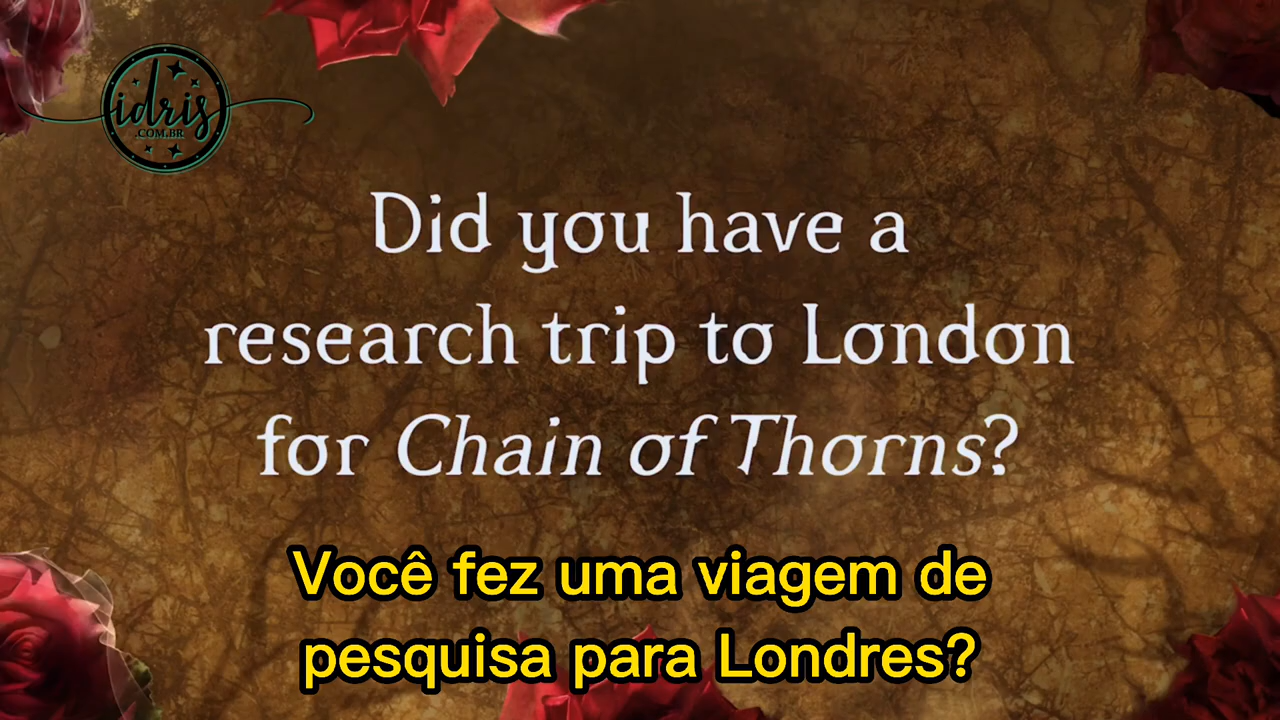 idris
.COM.BR
Did you have a
research trip to London
for Chain of Thorns?
Você fez uma viagem de
pesquisa para Londres?